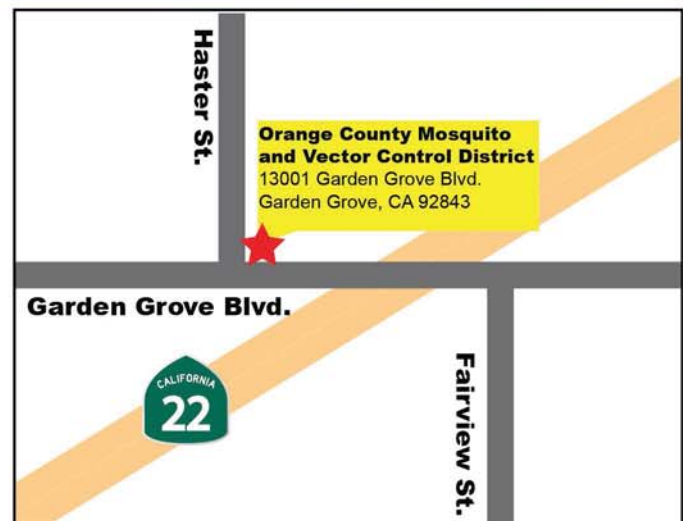 Haster St.
Orange County Mosquito
and Vector Control District
13001 Garden Grove Blvd.
Garden Grove, CA 92843
Garden Grove Blvd.
CALIFORNIA
22
Fairview St.